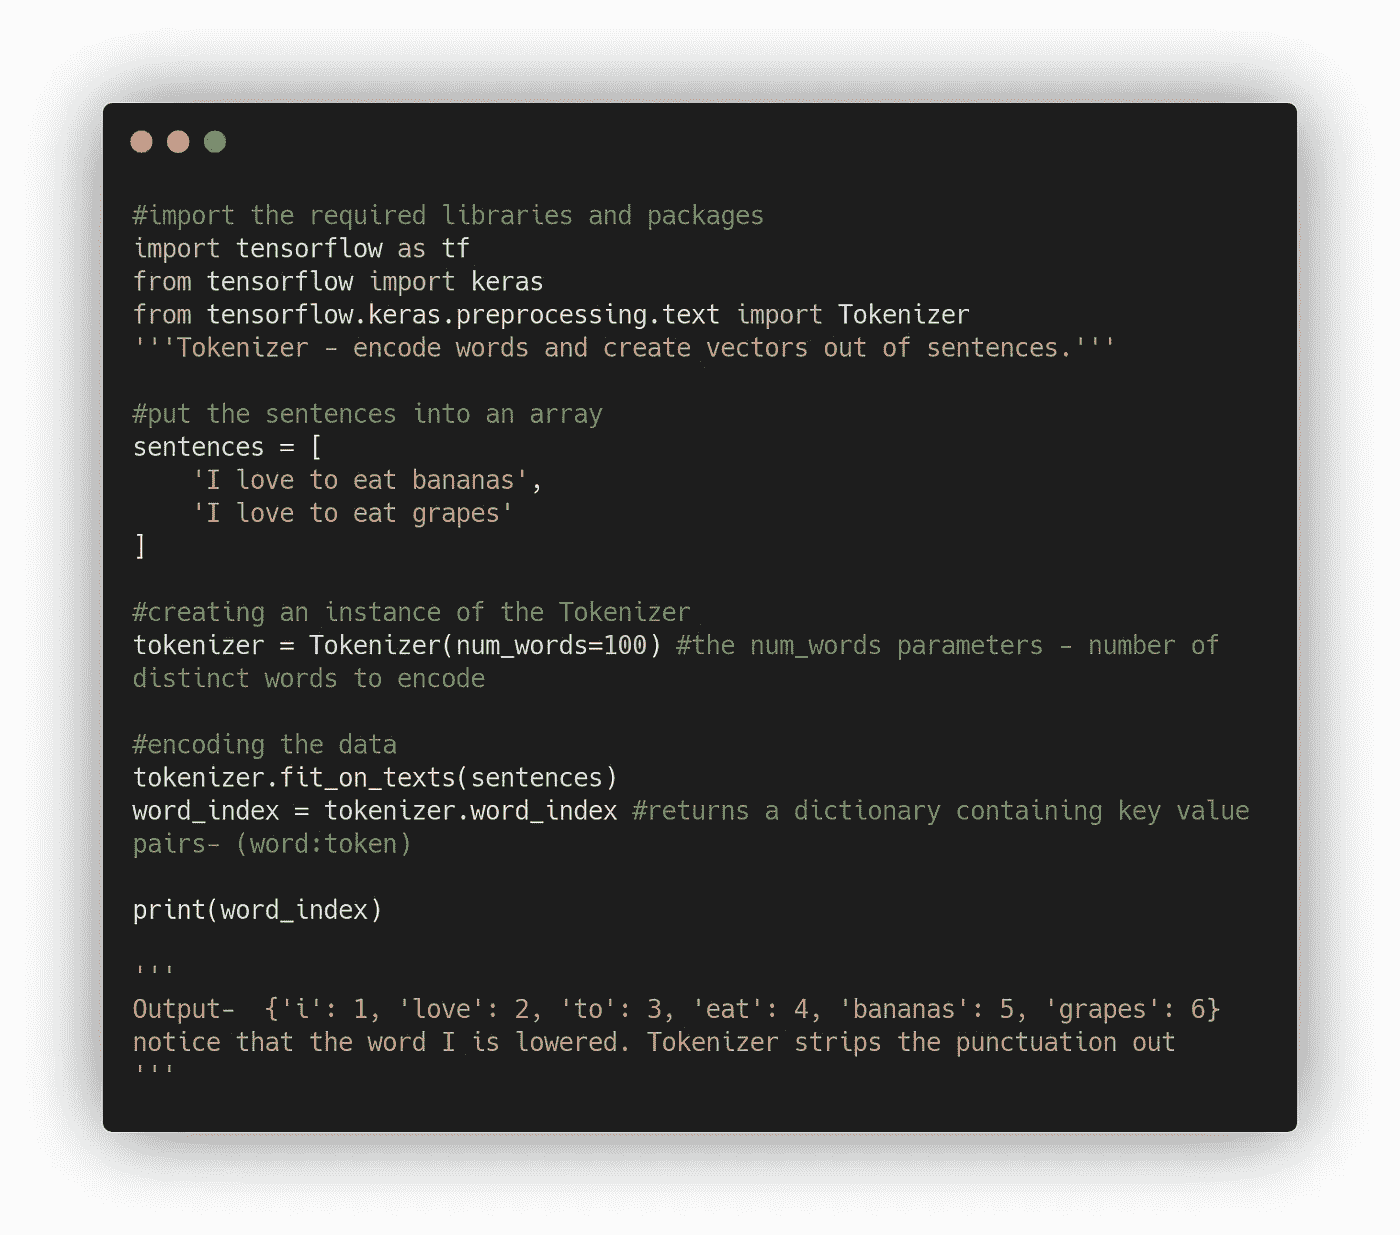 #import the required libraries and packages
import tensorflow as tf
from tensorflow import keras
from tensorflow.keras.preprocessing.text import Tokenizer
'''Tokenizer - encode words and create vectors out of sentences.'''
#put the sentences into an array
sentences = [
    'I love to eat bananas',
    'I love to eat grapes'
]
#creating an instance of the Tokenizer
tokenizer = Tokenizer(num_words=100) #the num_words parameters - number of
distinct words to encode
#encoding the data
tokenizer.fit_on_texts(sentences)
word_index = tokenizer.word_index #returns a dictionary containing key value
pairs- (word:token)
print(word_index)
'''
Output-  {'i': 1, 'love': 2, 'to': 3, 'eat': 4, 'bananas': 5, 'grapes': 6}
notice that the word I is lowered. Tokenizer strips the punctuation out
'''